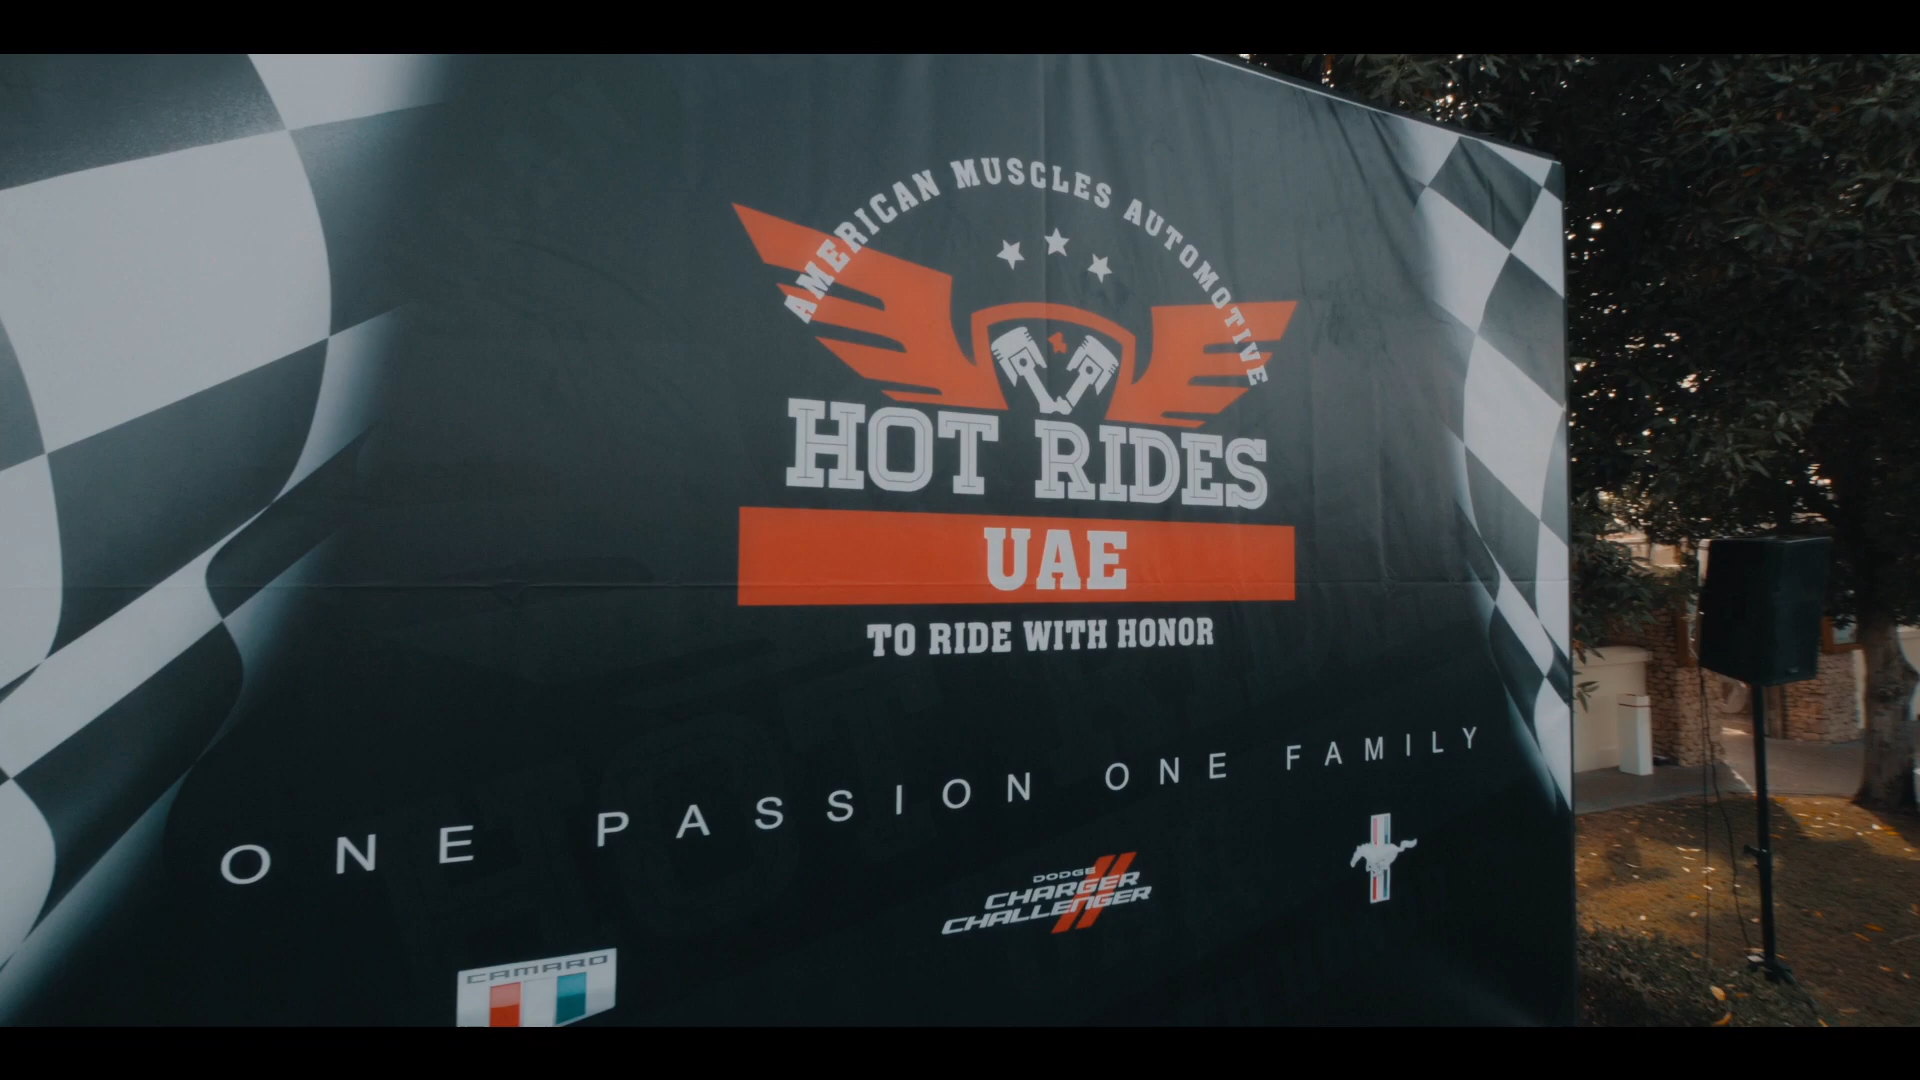 AMERICAN MUSCLES AUTOMOTIVE
HOT RIDES
UAE
TO RIDE WITH HONOR
ONE PASSION ONE FAMILY
DODGE
CHARGER
CHALLENGER
CAMARO